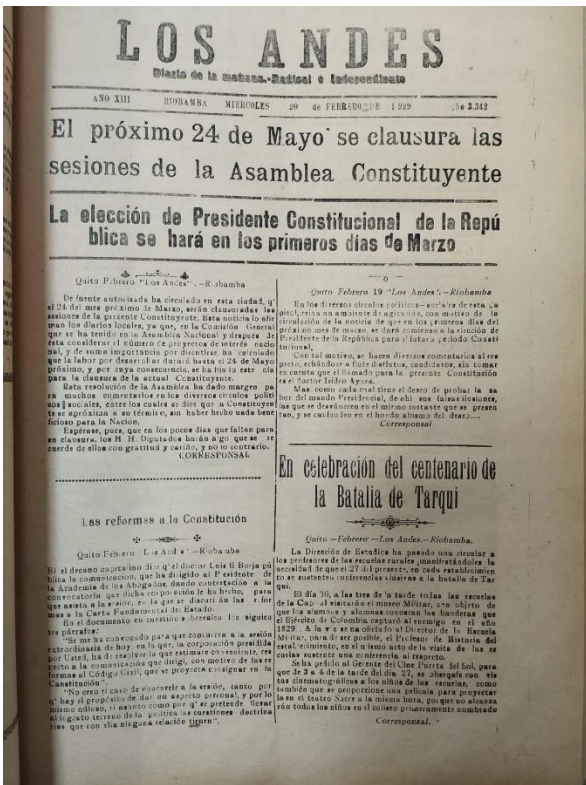 LOS ANDES
Diario de la mañana.-Radical é Independiente
AÑO XIII RIOBAMBA MIERCOLES 20 de FEBRERO DE 1929 No 3.342
El próximo 24 de Mayo se clausura las
sesiones de la Asamblea Constituyente
La elección de Presidente Constitucional de la Repú
blica se hará en los primeros días de Marzo
Quito Febrero "Los Andes".-Riobamba
De fuente autorizada ha circulado en esta ciudad, q'
el 24 del mes próximo de Marzo, serán clausuradas las
sesiones de la presente Constituyente. Esta noticia lo afir
man los diarios locales, ya que, en la Comisión General
que se ha tenido en la Asamblea Nacional y después de
ésta considerar el número de proyectos de interés nacio
nal, y de suma importancia por discutirse, ha calculado
que la labor por desarrollar durará hasta el 24 de Mayo
próximo, y por cuya consecuencia, se ha fijado este día
para la clausura de la actual Constituyente.
Esta resolución de la Asamblea ha dado margen pa
ra muchos comentarios en los diversos círculos políti
cos y sociales, entre los cuales se dice que a Constituyen
te se aproxima a su término, sin haber hecho nada bene
ficioso para la Nación.
Espérase, pues, que en los pocos días que faltan para
su clausura, los H. H. Diputados harán algo que se re
cuerde de ellos con gratitud y cariño, y no lo contrario.
CORRESPONSAL
Las reformas a la Constitución
Quito Febrero Los Andes -Riobamba
El decano capitalino dice q' el doctor Luis F Borja pú
blica la comunicación, que ha dirigido al Presidente de
la Academia de los Abogados, dando contestación a la
convocatoria que dicha corporación le ha hecho, para
que asista a la sesión, en la que se discutirán las refor
mas a la Carta Fundamental del Estado.
En el documento en cuestión sobresalen los siguien
tes párrafos:
"Se me ha convocado para que concurra a la sesión
extraordinaria de hoy, en la que, la corporación presidida
por Usted, ha de resolver lo que estimare conveniente, res
pecto a la comunicación que dirigí, con motivo de las re
formas al Código Civil, que se proyecta consignar en la
Constitución".
"No creo el caso de concurrir a la sesión, tanto por
q' hay el propósito de dar un aspecto personal, y por lo
mismo odioso, al asunto como por q' se pretende llevar
al ingrato terreno de la política las cuestiones doctrina
rias que con ella ninguna relación tienen".
o
Quito Febrero 19 "Los Andes".-Riobamba
En los diversos círculos políticos-sociales de esta Ca
pital, reina un ambiente de agitación, con motivo de la
circulación de la noticia de que en los primeros días del
próximo mes de marzo, se dará comienzo a la elección de
Presidente de la República para el futuro período Consti
tucional,
Con tal motivo, se hacen diversos comentarios al res
pecto, echándose a flote distintos, candidatos, sin tomar
en cuenta que el llamado para la presente Constitución
es el doctor Isidro Ayora.
Mas como cada cual tiene el deseo de probar la sa
bor del mando Presidencial, de ahí sus falsas ilusiones,
las que se desvanecen en el mismo instante que se presen
tan, y se confunden en el hondo abismo del deseo....
Corresponsal
En celebración del centenario de
la Batalla de Tarqui
Quito -Febrero -Los Andes.-Riobamba.
La Dirección de Estudios ha pasado una circular a
los profesores de las escuelas rurales, manifestándoles la
necesidad de que el 27 del presente, en cada establecimien
to se sustenten conferencias alusivas a la batalla de Tar
qui.
El día 16, a las tres de la tarde todas las escuelas
de la Capital visitarán el museo Militar, con objeto de
que los alumnos y alumnas conozcan las banderas que
el Ejército de Colombia capturó al enemigo en el año
1829. A la vez se ha oficiado al Director de la Escuela
Militar, para de ser posible, el Profesor de Historia del
establecimiento, en el mismo acto de la visita de las es
cuelas sustente una conferencia al respecto.
Se ha pedido al Gerente del Cine Puerta del Sol, para
que de 2 a 4 de la tarde del día 27, se obsequie con vis
tas cinematográficas a los niños de las escuelas, como
también que se proporcione una película para proyectar
la en el teatro Sucre a la misma hora, porque no alcanza
rán todos los niños en el coliseo primeramente nombrado
Corresponsal.